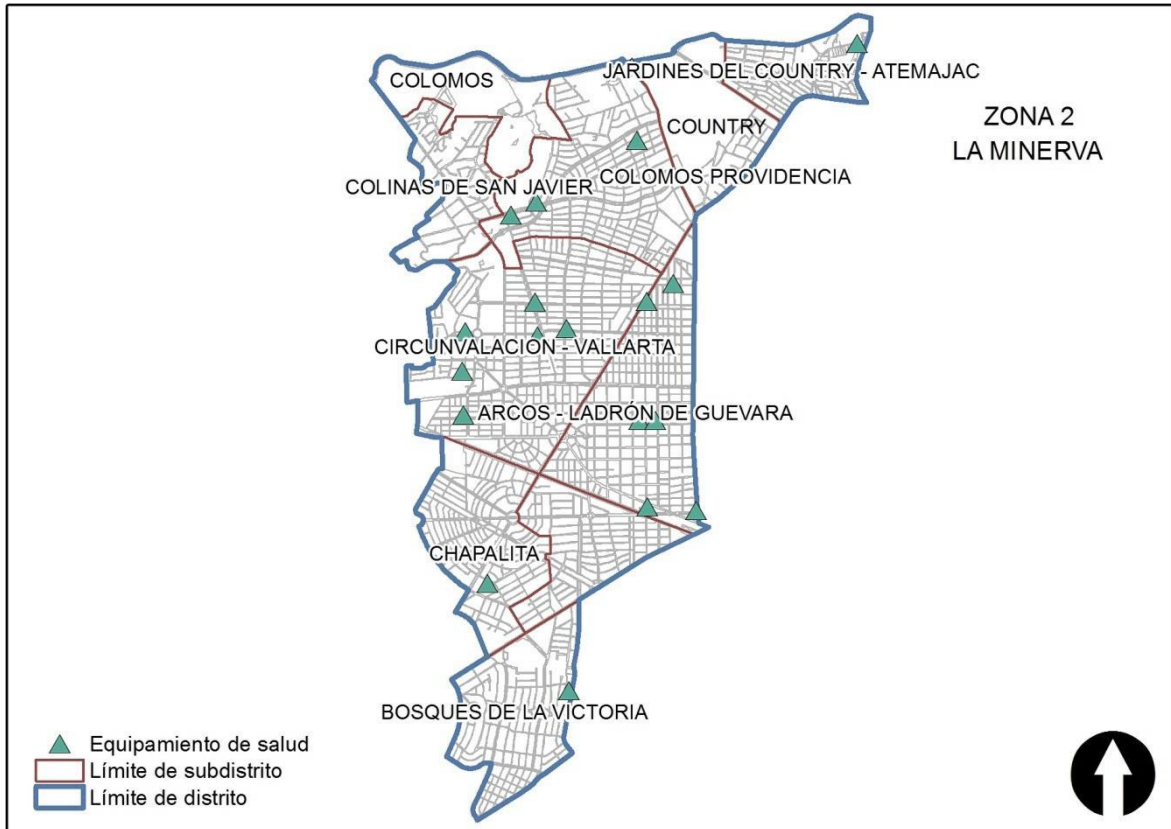 COLOMOS
JARDINES DEL COUNTRY - ATEMAJAC
ZONA 2
LA MINERVA
COUNTRY
COLINAS DE SAN JAVIER
COLOMOS PROVIDENCIA
CIRCUNVALACIÓN - VALLARTA
ARCOS - LADRÓN DE GUEVARA
CHAPALITA
BOSQUES DE LA VICTORIA
Equipamiento de salud
Límite de subdistrito
Límite de distrito